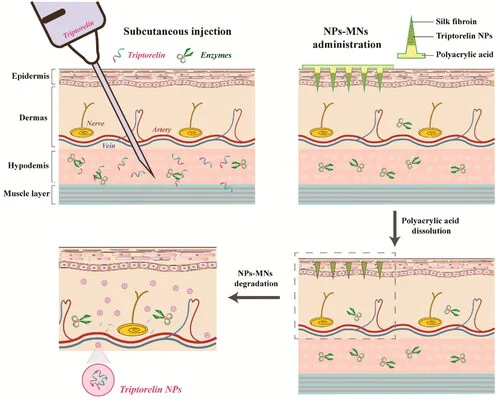 Subcutaneous injection
Triptorelin
Triptorelin
Enzymes
NPs-MNs
administration
Silk fibroin
Triptorelin NPs
Polyacrylic acid
Epidermis
Dermas
Hypodemis
Muscle layer
Nerve
Artery
Vein
Polyacrylic acid
dissolution
NPs-MNs
degradation
Triptorelin NPs